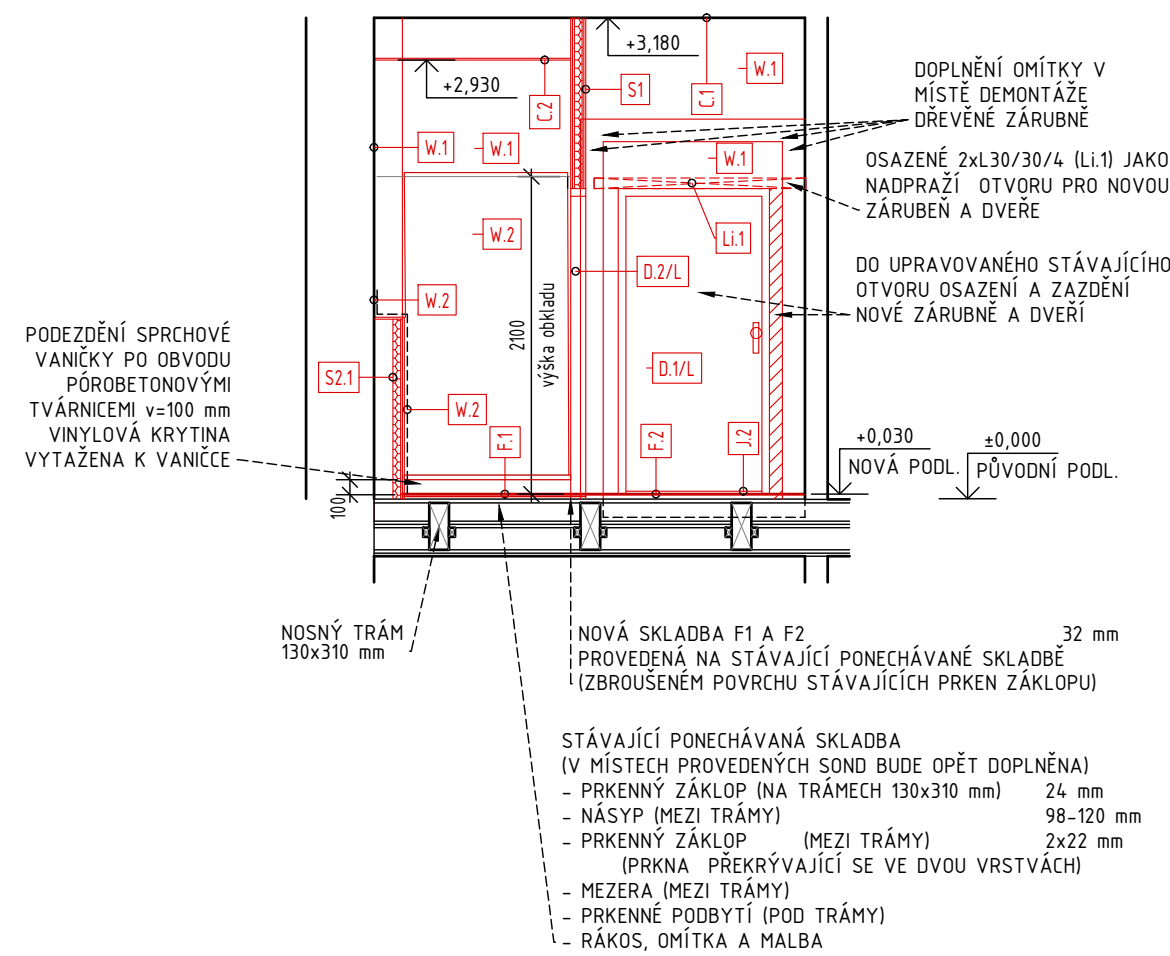 +3,180
W.1
DOPLNĚNÍ OMÍTKY V
MÍSTĚ DEMONTÁŽE
DŘEVĚNÉ ZÁRUBNĚ
+2,930
C.2
S1
C.1
W.1
W.1
W.1
OSAZENÉ 2xL30/30/4 (Li.1) JAKO
NADPRAŽÍ OTVORU PRO NOVOU
ZÁRUBEŇ A DVEŘE
W.2
Li.1
D.2/L
DO UPRAVOVANÉHO STÁVAJÍCÍHO
OTVORU OSAZENÍ A ZAZDĚNÍ
NOVÉ ZÁRUBNĚ A DVEŘÍ
W.2
2100
výška obkladu
PODEZDĚNÍ SPRCHOVÉ
VANIČKY PO OBVODU
PÓROBETONOVÝMI
TVÁRNICEMI v=100 mm
VINYLOVÁ KRYTINA
VYTAŽENA K VANIČCE
S2.1
D.1/L
W.2
F.1
F.2
J.2
+0,030
NOVÁ PODL.
±0,000
PŮVODNÍ PODL.
100
NOSNÝ TRÁM
130x310 mm
NOVÁ SKLADBA F1 A F2 32 mm
PROVEDENÁ NA STÁVAJÍCÍ PONECHÁVANÉ SKLADBĚ
(ZBROUŠENÉM POVRCHU STÁVAJÍCÍCH PRKEN ZÁKLOPU)
STÁVAJÍCÍ PONECHÁVANÁ SKLADBA
(V MÍSTECH PROVEDENÝCH SOND BUDE OPĚT DOPLNĚNA)
- PRKENNÝ ZÁKLOP (NA TRÁMECH 130x310 mm) 24 mm
- NÁSYP (MEZI TRÁMY) 98-120 mm
- PRKENNÝ ZÁKLOP (MEZI TRÁMY) 2x22 mm
(PRKNA PŘEKRÝVAJÍCÍ SE VE DVOU VRSTVÁCH)
- MEZERA (MEZI TRÁMY)
- PRKENNÉ PODBYTÍ (POD TRÁMY)
- RÁKOS, OMÍTKA A MALBA